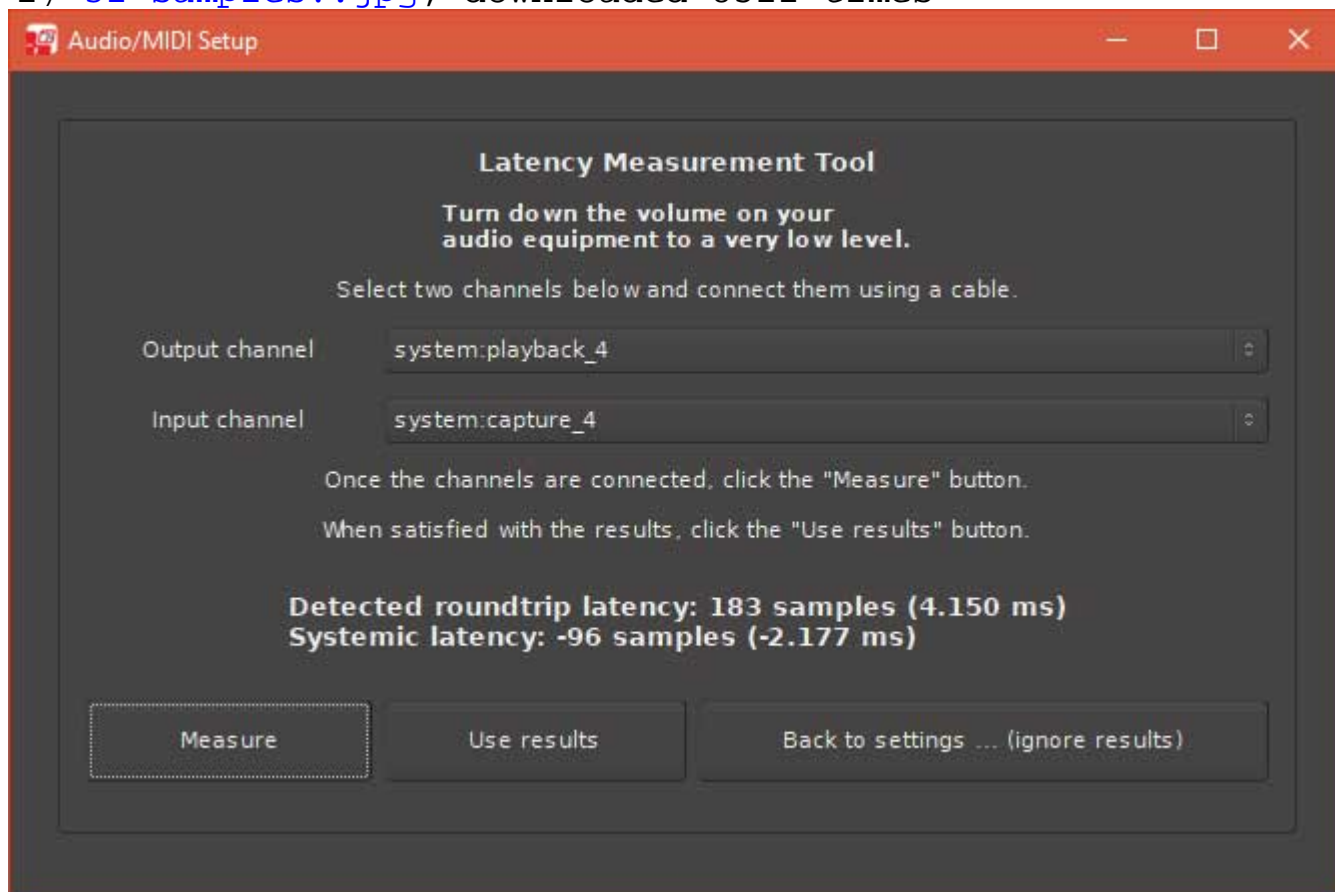 Audio/MIDI Setup
Latency Measurement Tool
Turn down the volume on your
audio equipment to a very low level.
Select two channels below and connect them using a cable.
Output channel system:playback_4
Input channel system:capture_4
Once the channels are connected, click the "Measure" button.
When satisfied with the results, click the "Use results" button.
Detected roundtrip latency: 183 samples (4.150 ms)
Systemic latency: -96 samples (-2.177 ms)
Measure Use results Back to settings ... (ignore results)